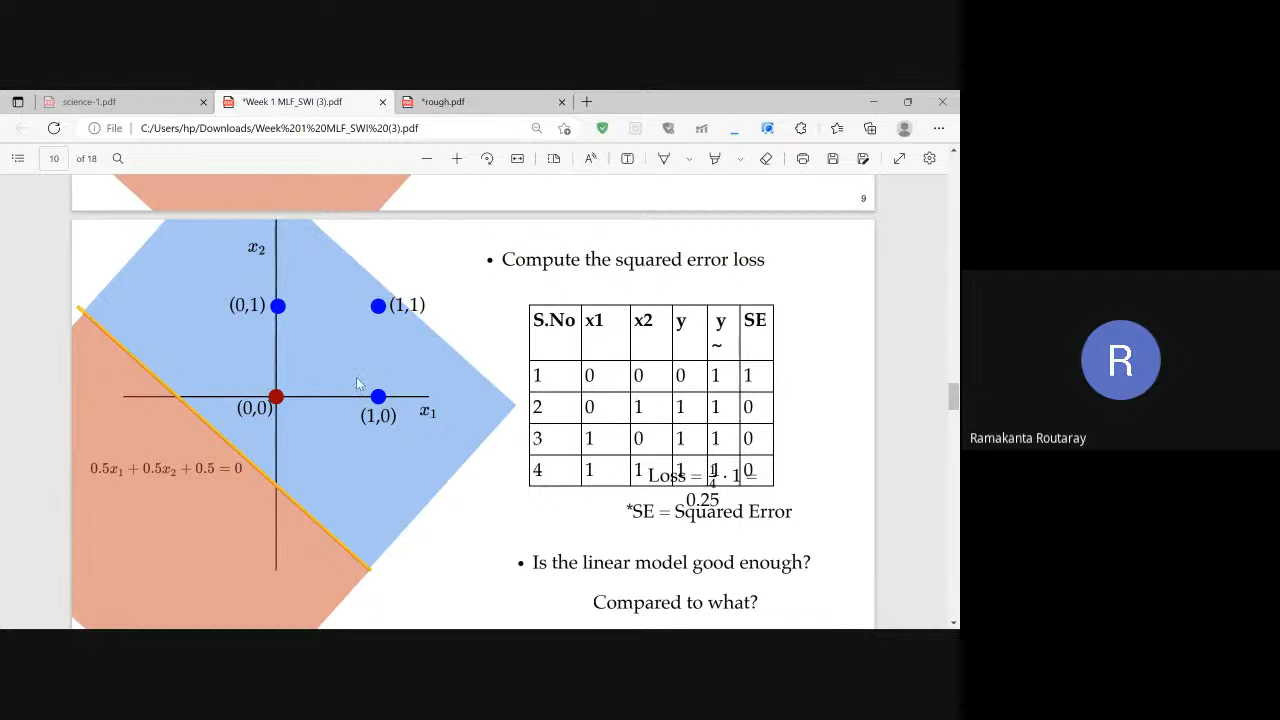 science-1.pdf
*Week 1 MLF_SWI (3).pdf
*rough.pdf
File
C:/Users/hp/Downloads/Week%201%20MLF_SWI%20(3).pdf
10 of 18
9
x₂
(0,1)
(1,1)
(0,0)
(1,0)
x₁
0.5x₁ + 0.5x₂ + 0.5 = 0
• Compute the squared error loss
S.No x1 x2 y y ~ SE
1 0 0 0 1 1
2 0 1 1 1 0
3 1 0 1 1 0
4 1 1 1 1 0
Loss = 1/4 · 1 =
0.25
*SE = Squared Error
• Is the linear model good enough?
Compared to what?
R
Ramakanta Routaray